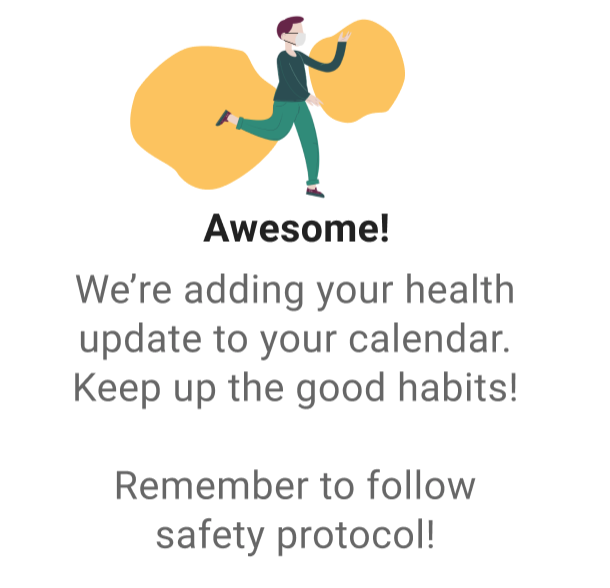 Awesome!
We’re adding your health
update to your calendar.
Keep up the good habits!
Remember to follow
safety protocol!